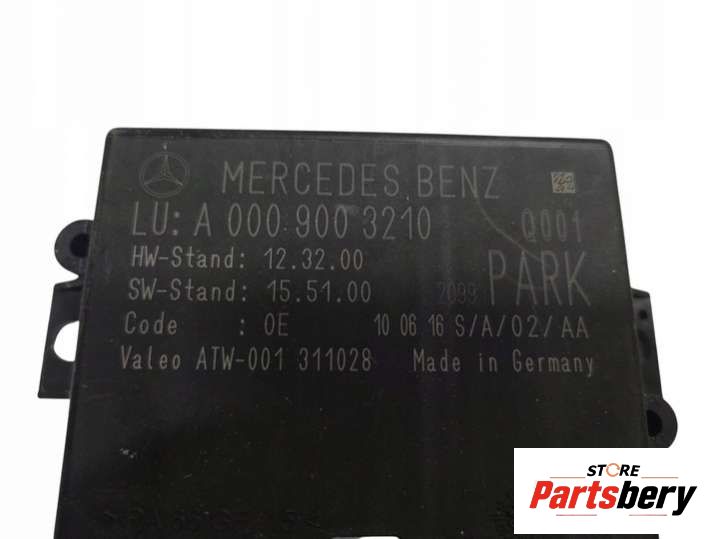 MERCEDES BENZ
LU: A 000 900 3210 Q001
HW-Stand: 12.32.00
SW-Stand: 15.51.00 2099 PARK
Code : 0E 10 06 16 S/A/02/AA
Valeo ATW-001 311028 Made in Germany
STORE
Partsbery